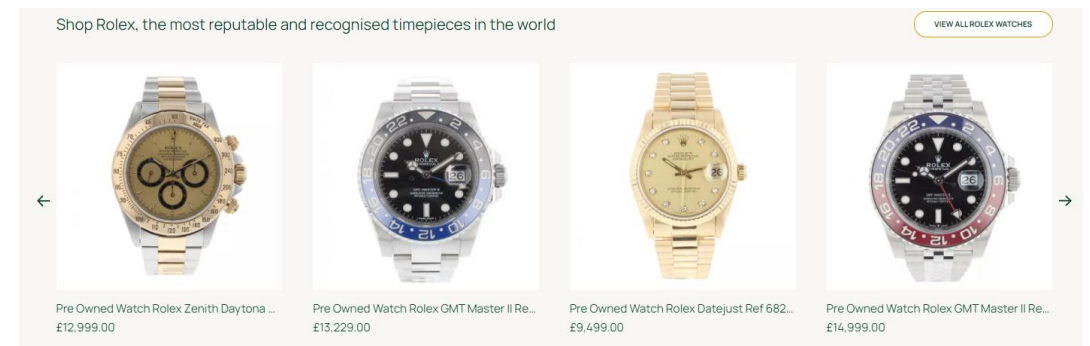 Shop Rolex, the most reputable and recognised timepieces in the world
VIEW ALL ROLEX WATCHES
Pre Owned Watch Rolex Zenith Daytona ...
£12,999.00
Pre Owned Watch Rolex GMT Master II Re...
£13,229.00
Pre Owned Watch Rolex Datejust Ref 682...
£9,499.00
Pre Owned Watch Rolex GMT Master II Re...
£14,999.00